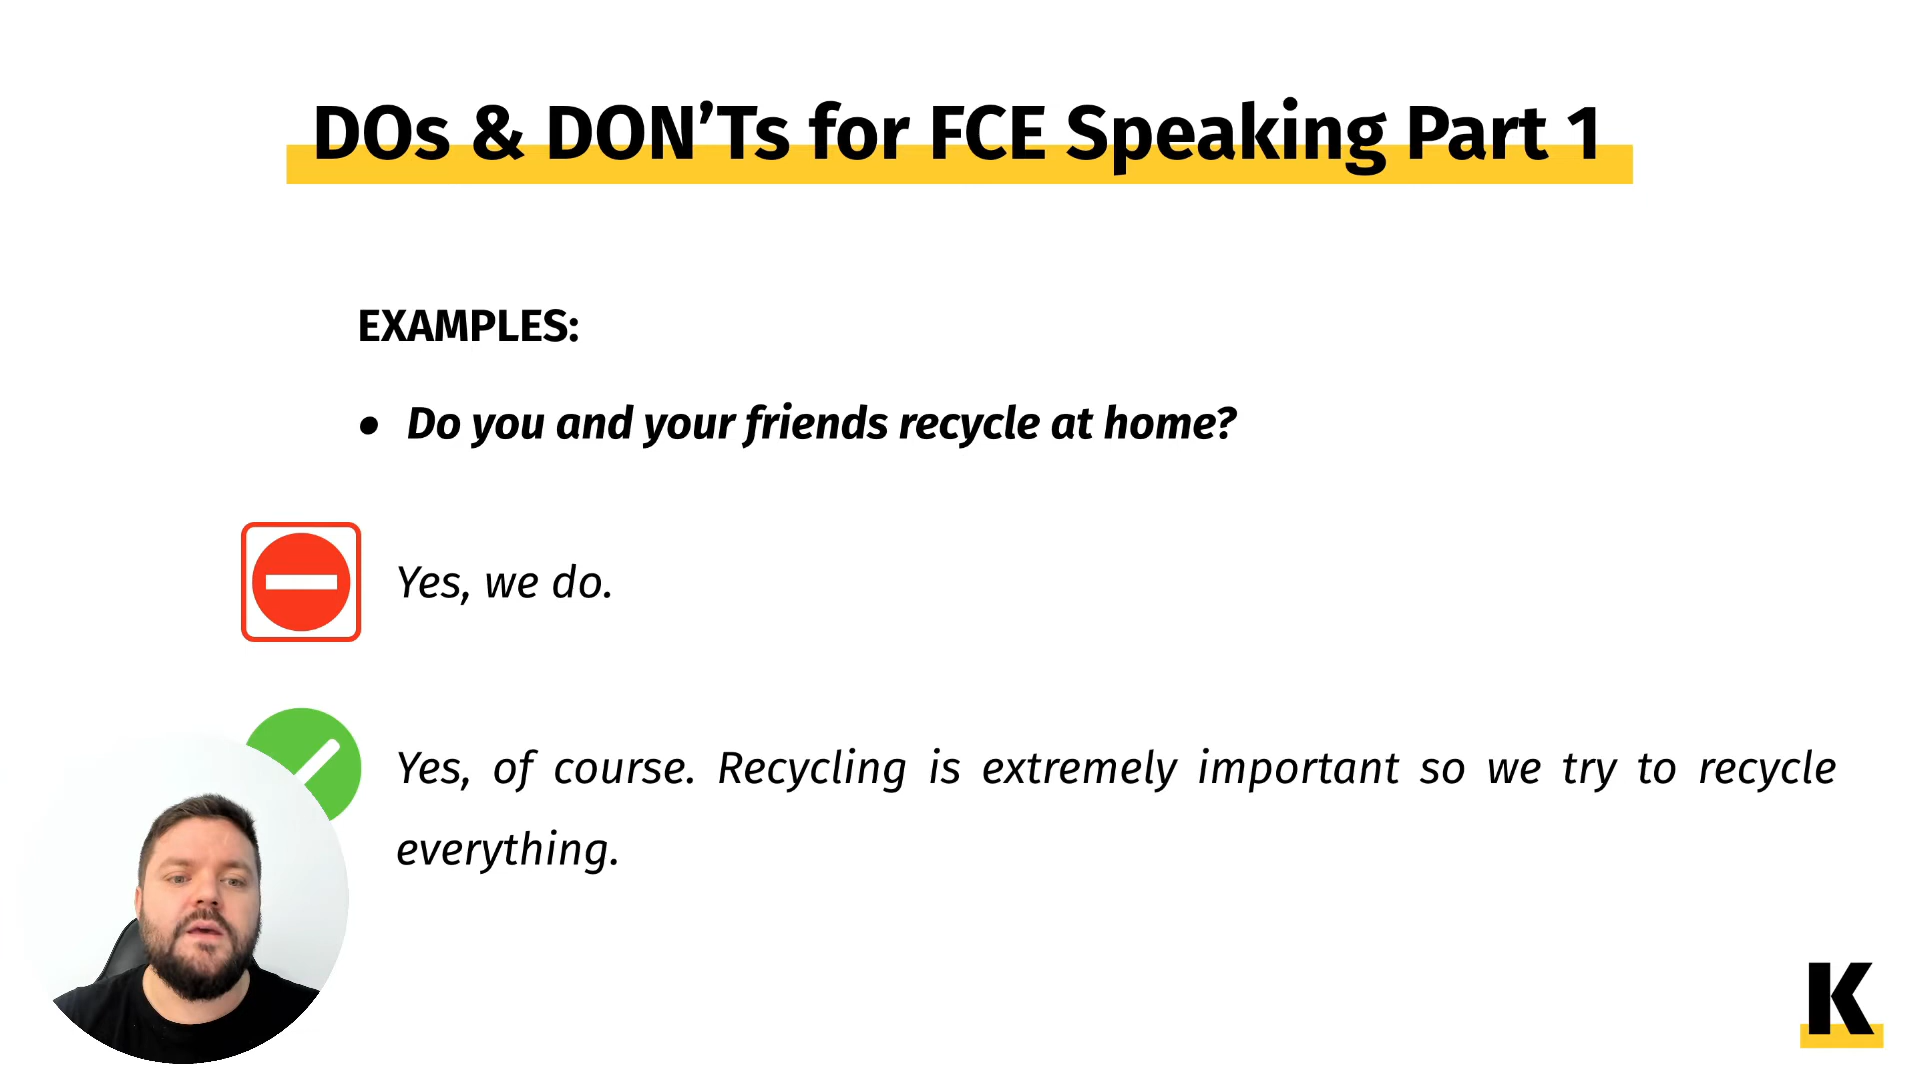 DOs & DON’Ts for FCE Speaking Part 1
EXAMPLES:
• Do you and your friends recycle at home?
Yes, we do.
Yes, of course. Recycling is extremely important so we try to recycle
everything.
K